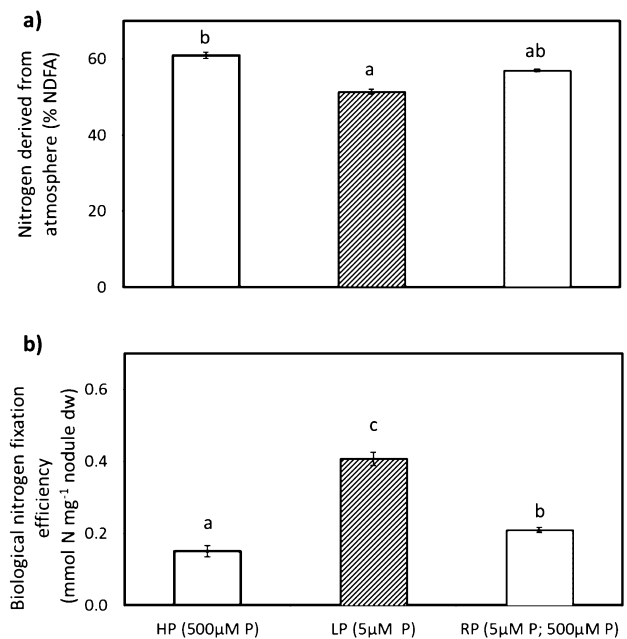 a)
Nitrogen derived from
atmosphere (% NDFA)
60
40
20
0
b
a
ab
b)
Biological nitrogen fixation
efficiency
(mmol N mg⁻¹ nodule dw)
0.6
0.4
0.2
0.0
a
c
b
HP (500µM P)
LP (5µM P)
RP (5µM P; 500µM P)